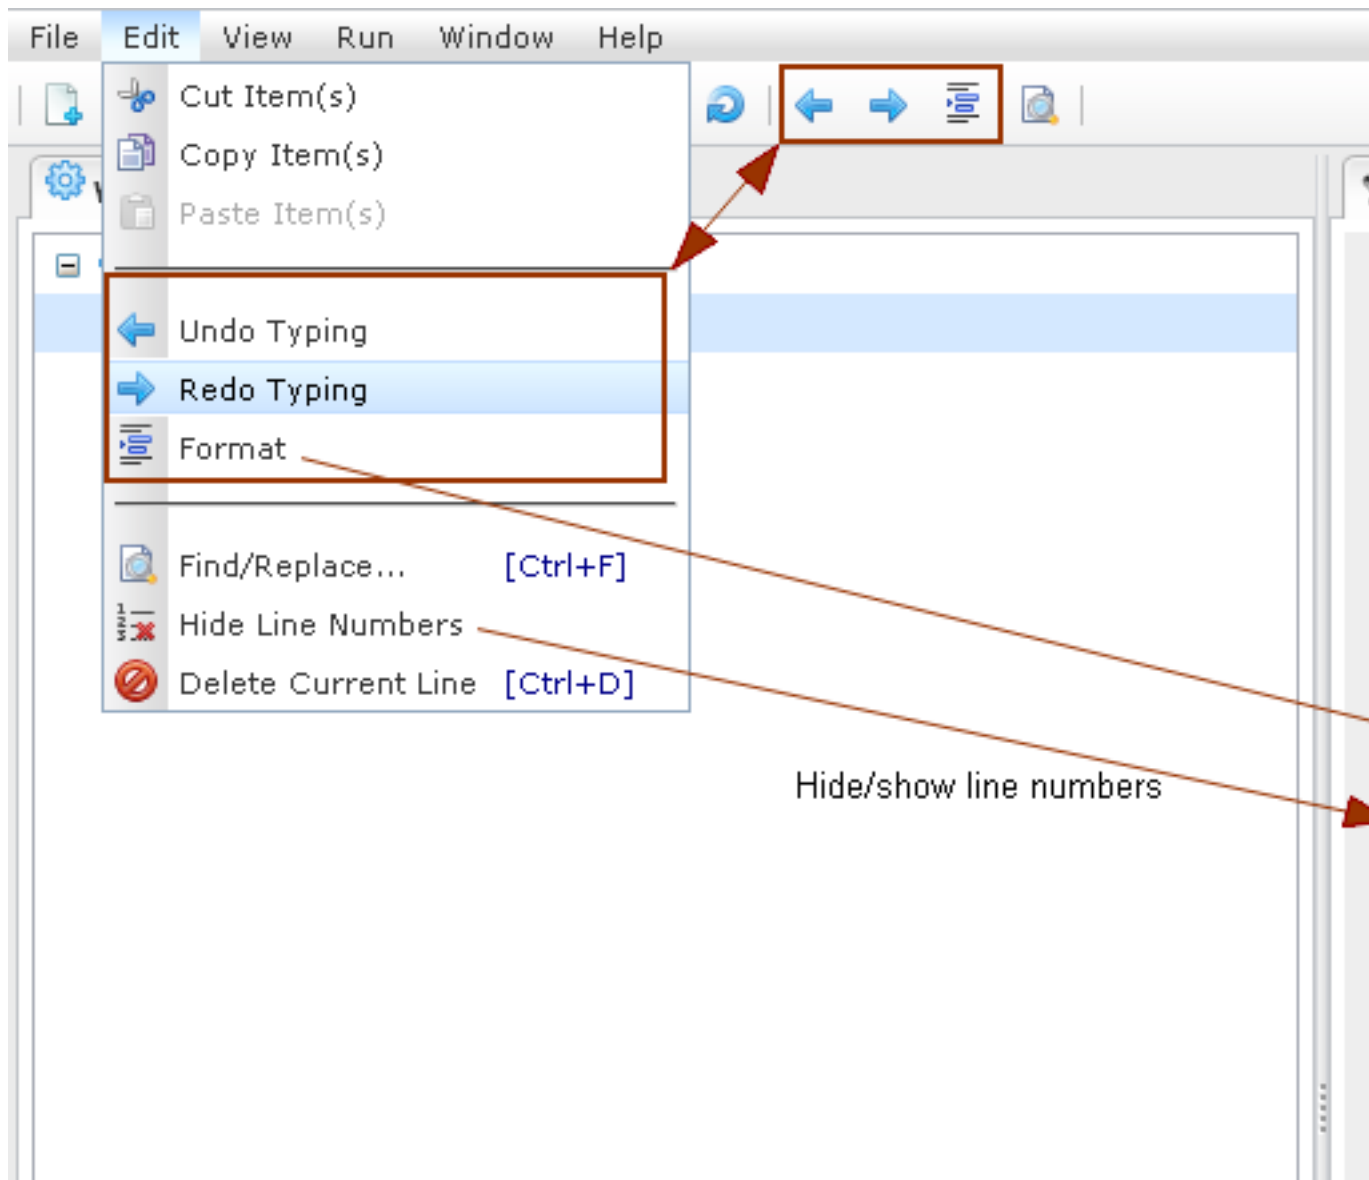 File Edit View Run Window Help
Cut Item(s)
Copy Item(s)
Paste Item(s)
Undo Typing
Redo Typing
Format
Find/Replace... [Ctrl+F]
Hide Line Numbers
Delete Current Line [Ctrl+D]
Hide/show line numbers